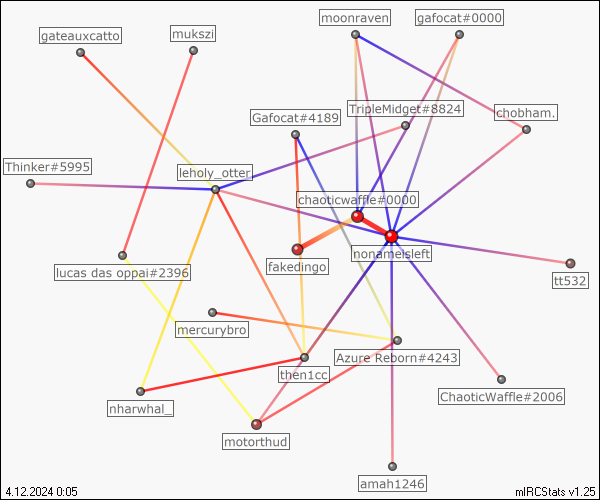 moonraven
gafocat#0000
gateauxcatto
mukszi
TripleMidget#8824
chobham.
Gafocat#4189
Thinker#5995
leholy_otter
chaoticwaffle#0000
nonameisleft
fakedingo
lucas das oppai#2396
tt532
mercurybro
Azure Reborn#4243
then1cc
ChaoticWaffle#2006
nharwhal_
motorthud
amah1246
4.12.2024 0:05
mIRCStats v1.25